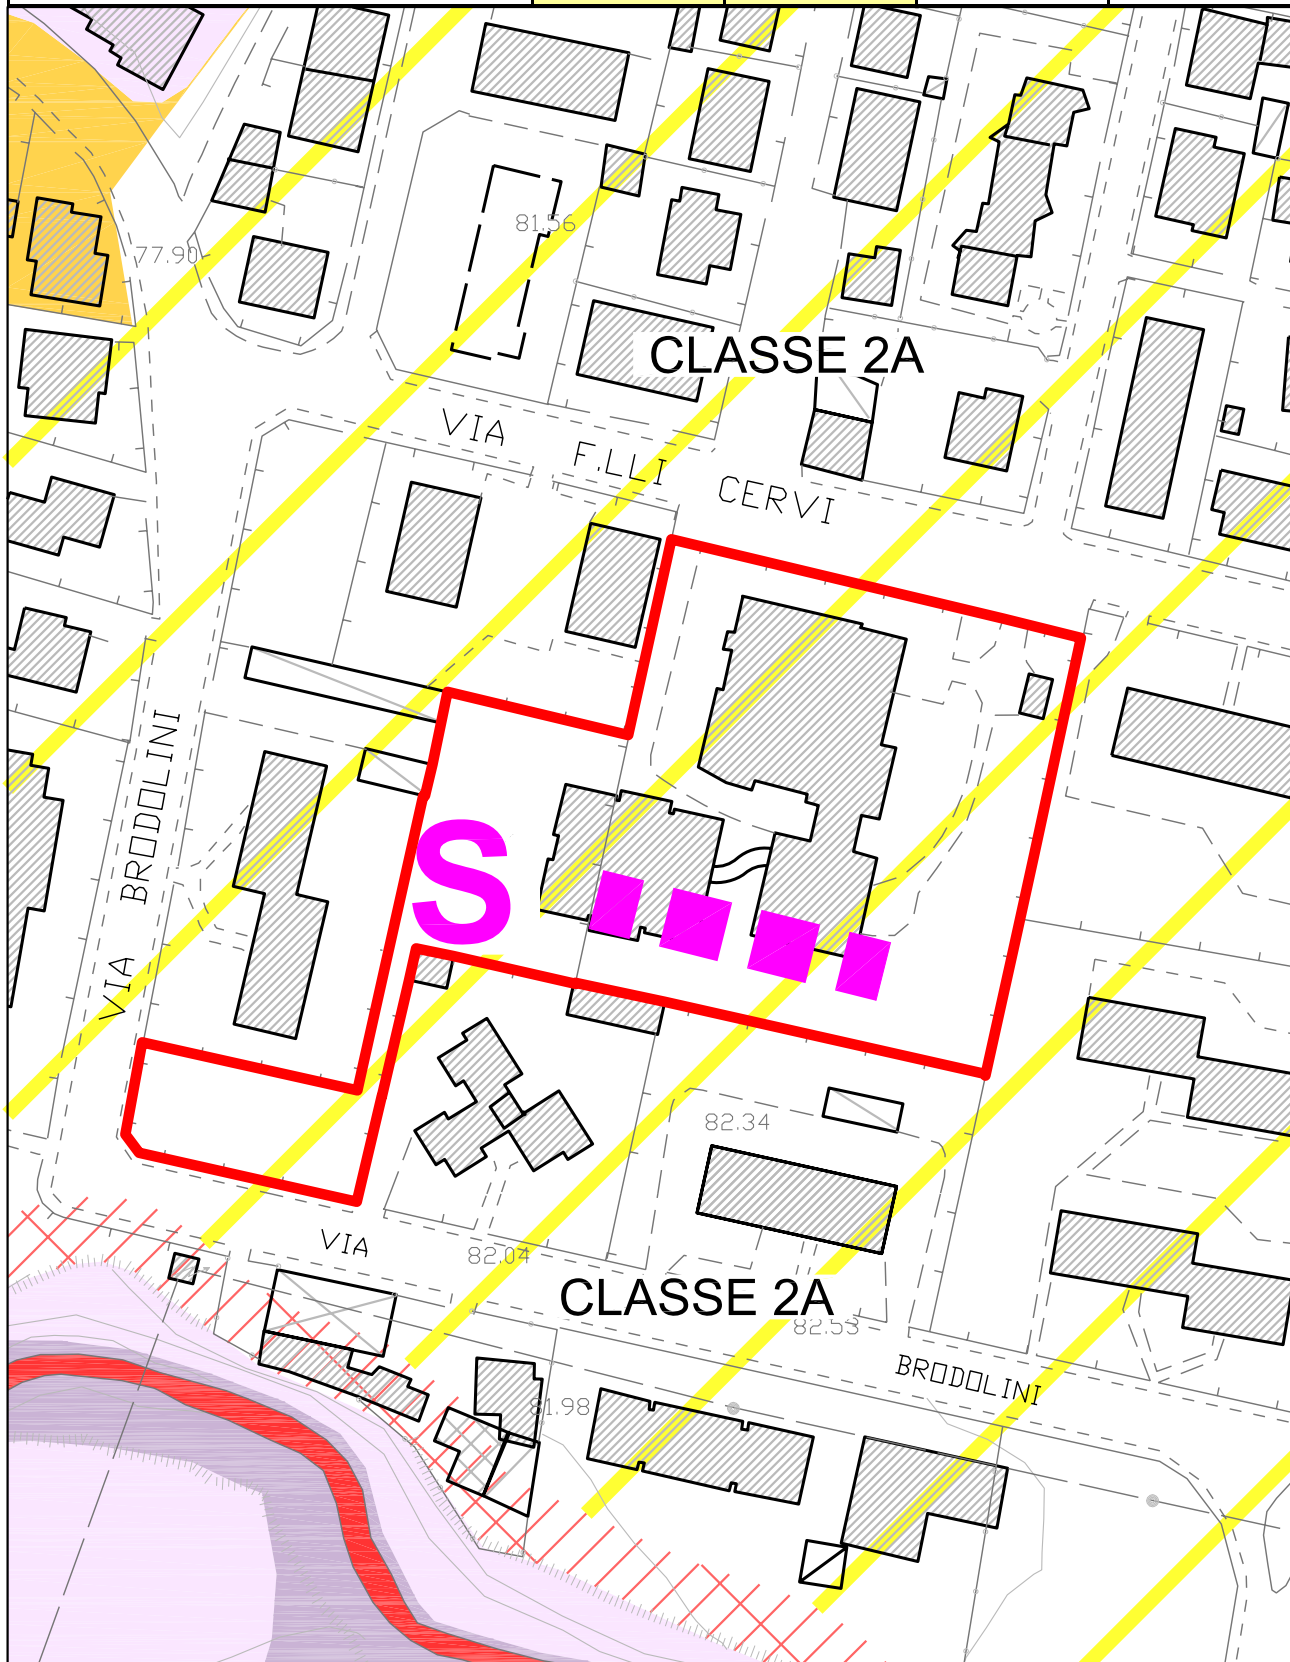 81.56
77.90
CLASSE 2A
VIA F.LLI CERVI
VIA BRODOLINI
S
82.34
VIA
82.04
CLASSE 2A
82.53
BRODOLINI
81.98